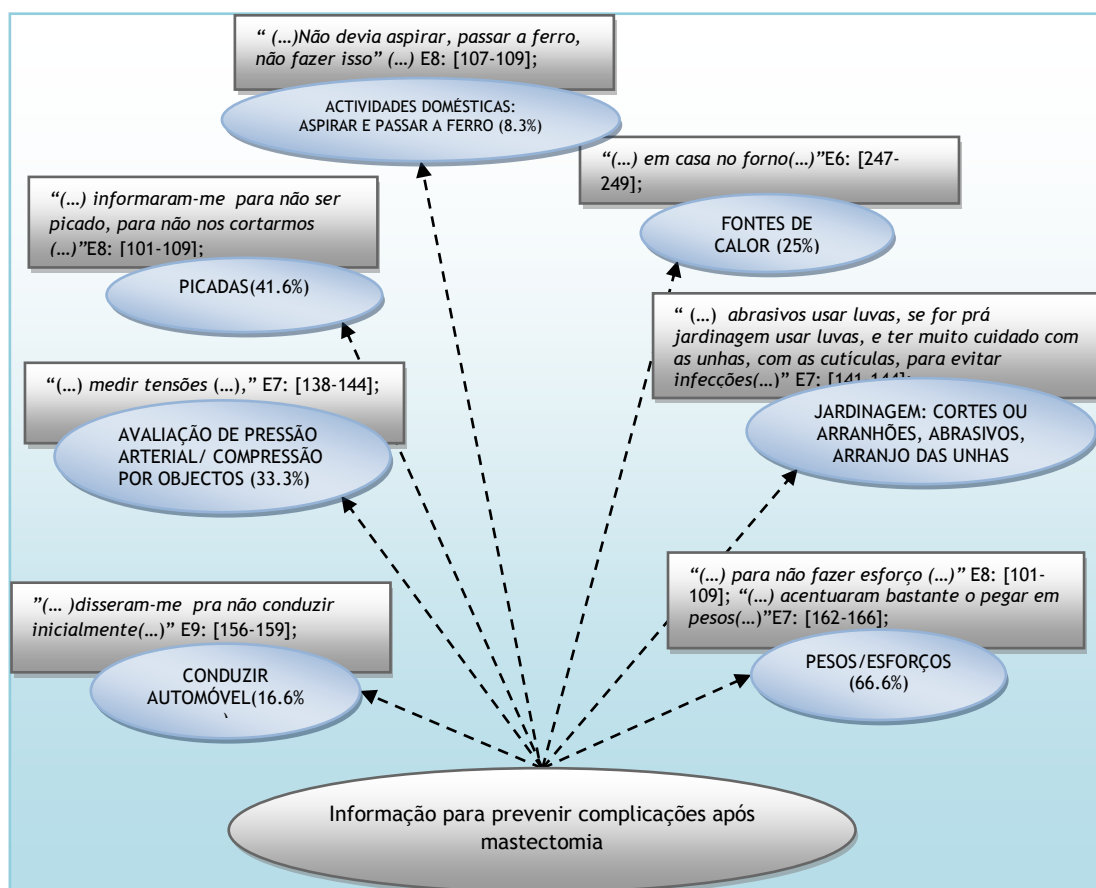 “ (…)Não devia aspirar, passar a ferro,
não fazer isso” (…) E8: [107-109];
ACTIVIDADES DOMÉSTICAS:
ASPIRAR E PASSAR A FERRO (8.3%)
“(…) em casa no forno(…)”E6: [247-
249];
FONTES DE
CALOR (25%)
“(…) informaram-me para não ser
picado, para não nos cortarmos
(…)”E8: [101-109];
PICADAS(41.6%)
“ (…) abrasivos usar luvas, se for prá
jardinagem usar luvas, e ter muito cuidado com
as unhas, com as cutículas, para evitar
infecções(…)” E7: [141-144];
JARDINAGEM: CORTES OU
ARRANHÕES, ABRASIVOS,
ARRANJO DAS UNHAS
“(…) medir tensões (…),” E7: [138-144];
AVALIAÇÃO DE PRESSÃO
ARTERIAL/ COMPRESSÃO
POR OBJECTOS (33.3%)
“(…) para não fazer esforço (…)” E8: [101-
109]; “(…) acentuaram bastante o pegar em
pesos(…)”E7: [162-166];
PESOS/ESFORÇOS
(66.6%)
”(… )disseram-me pra não conduzir
inicialmente(…)” E9: [156-159];
CONDUZIR
AUTOMÓVEL(16.6%
)
Informação para prevenir complicações após
mastectomia